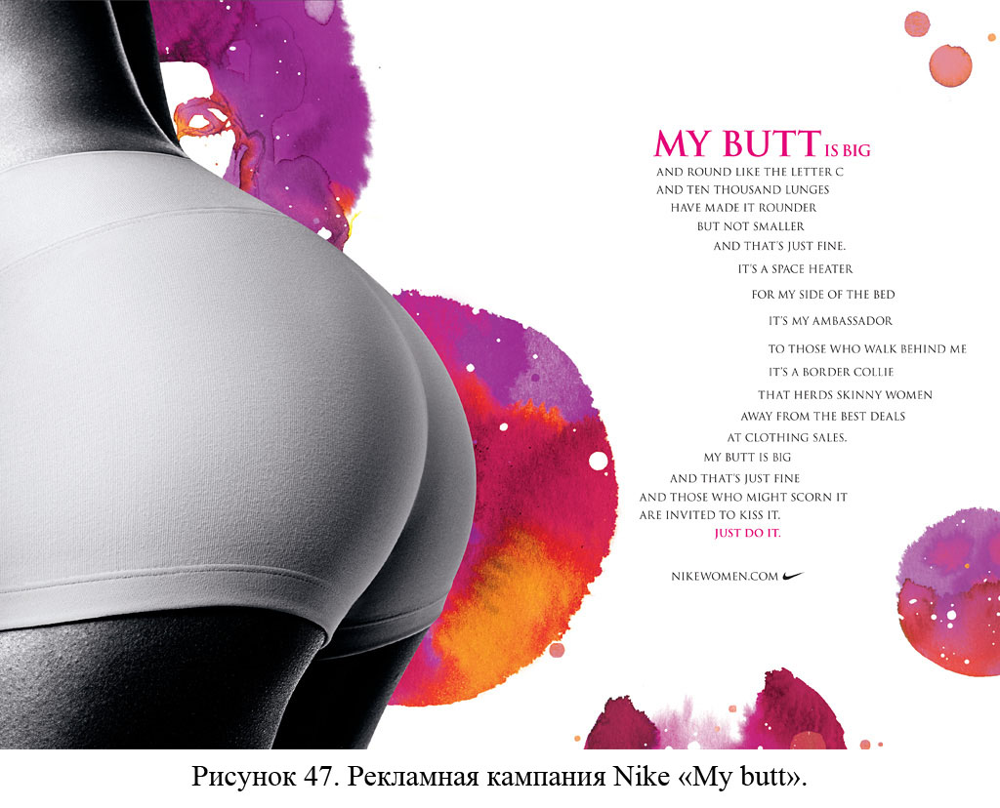 MY BUTT IS BIG
AND ROUND LIKE THE LETTER C
AND TEN THOUSAND LUNGES
HAVE MADE IT ROUNDER
BUT NOT SMALLER
AND THAT'S JUST FINE.
IT'S A SPACE HEATER
FOR MY SIDE OF THE BED
IT'S MY AMBASSADOR
TO THOSE WHO WALK BEHIND ME
IT'S A BORDER COLLIE
THAT HERDS SKINNY WOMEN
AWAY FROM THE BEST DEALS
AT CLOTHING SALES.
MY BUTT IS BIG
AND THAT'S JUST FINE
AND THOSE WHO MIGHT SCORN IT
ARE INVITED TO KISS IT.
JUST DO IT.
NIKEWOMEN.COM
Рисунок 47. Рекламная кампания Nike «My butt».